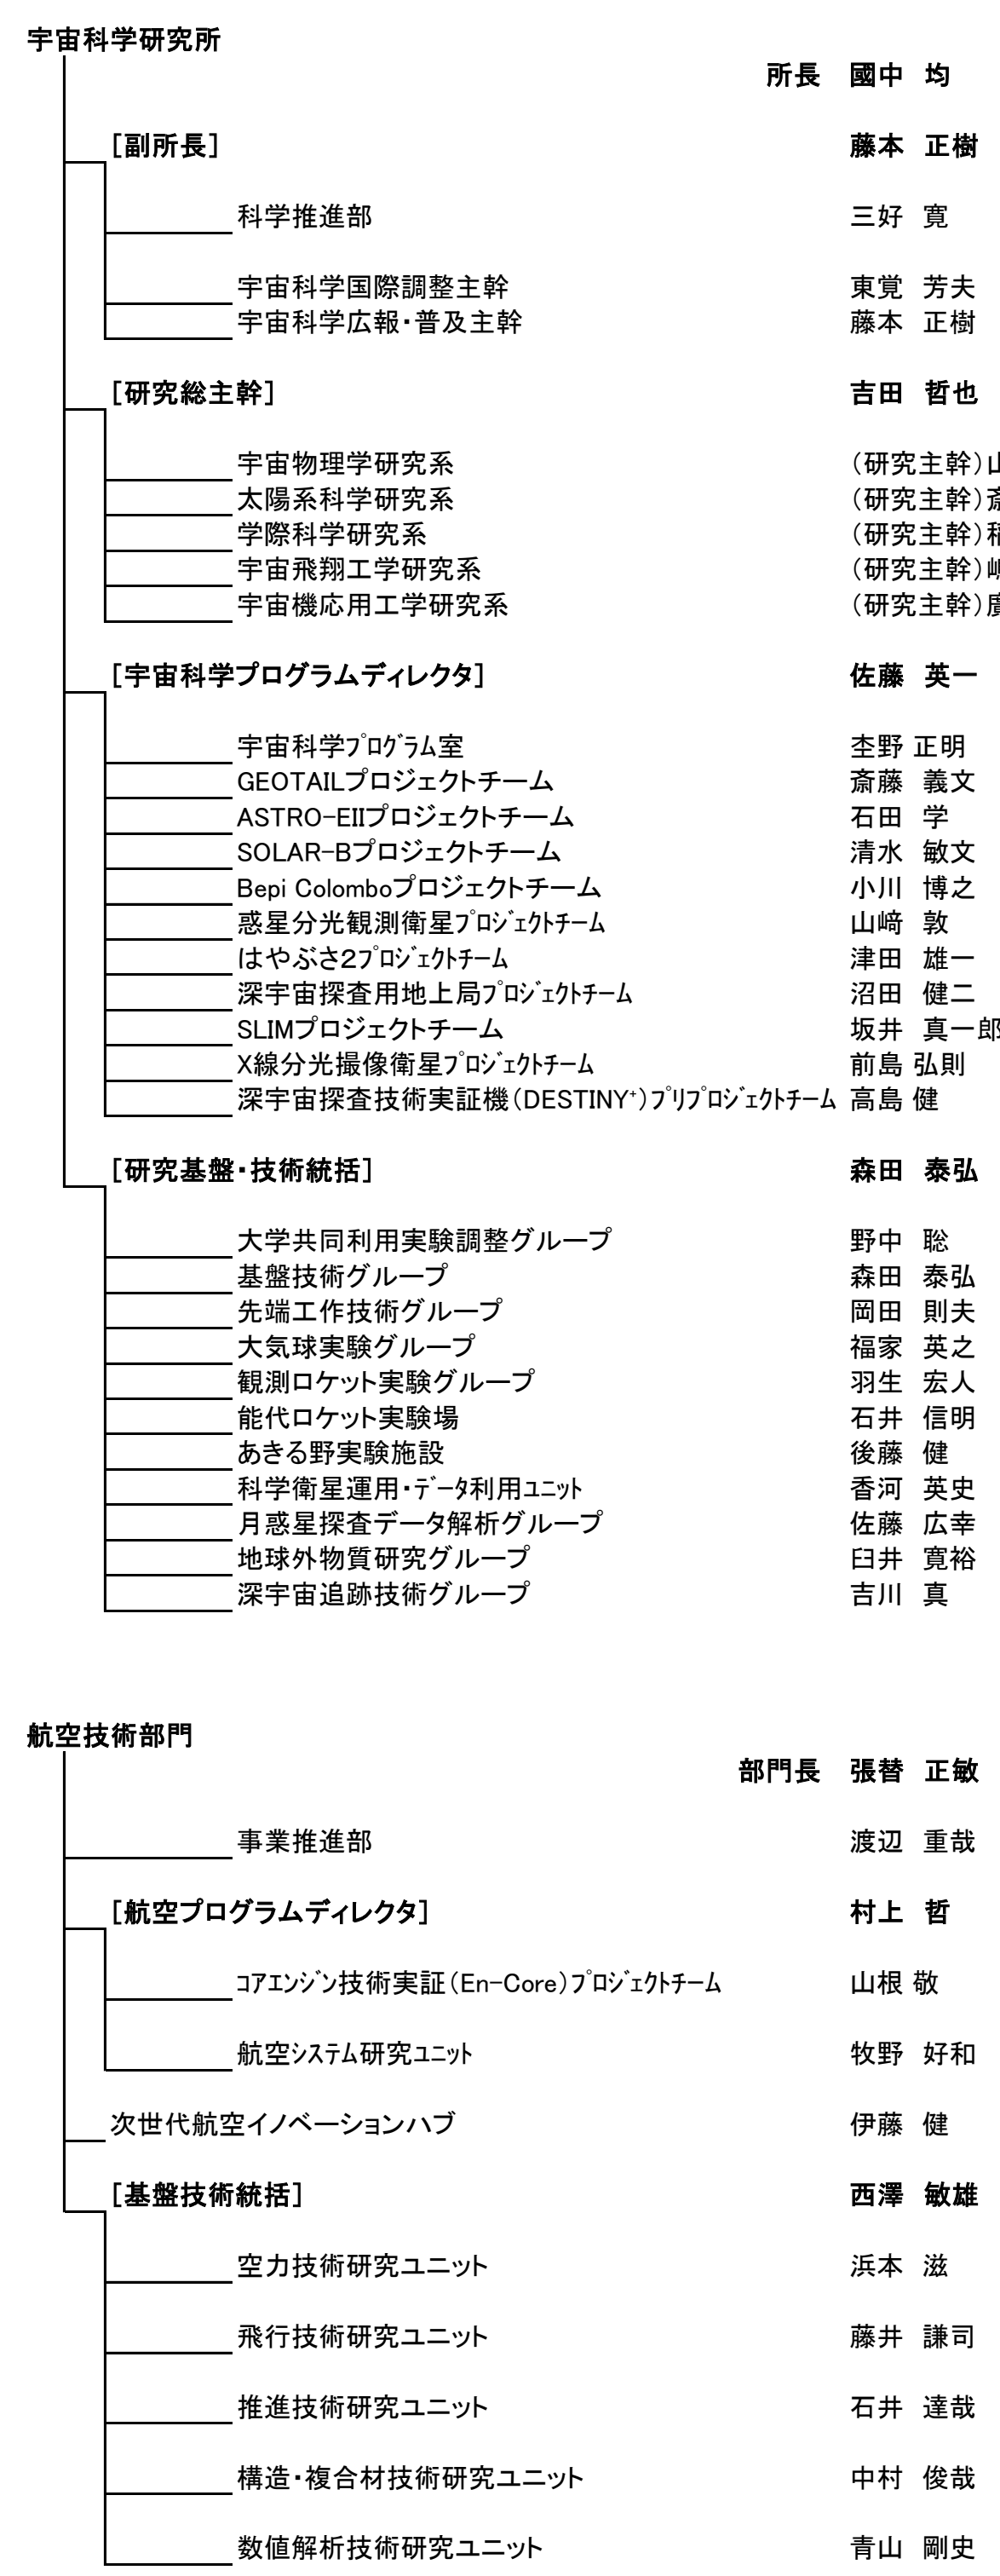 宇宙科学研究所
所長 國中 均
[副所長] 藤本 正樹
科学推進部 三好 寛
宇宙科学国際調整主幹 東覚 芳夫
宇宙科学広報・普及主幹 藤本 正樹
[研究総主幹] 吉田 哲也
宇宙物理学研究系 (研究主幹)
太陽系科学研究系 (研究主幹)
学際科学研究系 (研究主幹)
宇宙飛翔工学研究系 (研究主幹)
宇宙機応用工学研究系 (研究主幹)
[宇宙科学プログラムディレクタ] 佐藤 英一
宇宙科学ﾌﾟﾛｸﾞﾗﾑ室 杢野 正明
GEOTAILプロジェクトチーム 斎藤 義文
ASTRO-EIIプロジェクトチーム 石田 学
SOLAR-Bプロジェクトチーム 清水 敏文
Bepi Colomboプロジェクトチーム 小川 博之
惑星分光観測衛星ﾌﾟﾛｼﾞｪｸﾄﾁｰﾑ 山﨑 敦
はやぶさ2ﾌﾟﾛｼﾞｪｸﾄﾁｰﾑ 津田 雄一
深宇宙探査用地上局ﾌﾟﾛｼﾞｪｸﾄﾁｰﾑ 沼田 健二
SLIMプロジェクトチーム 坂井 真一郎
X線分光撮像衛星ﾌﾟﾛｼﾞｪｸﾄﾁｰﾑ 前島 弘則
深宇宙探査技術実証機(DESTINY⁺)ﾌﾟﾘﾌﾟﾛｼﾞｪｸﾄﾁｰﾑ 高島 健
[研究基盤・技術統括] 森田 泰弘
大学共同利用実験調整グループ 野中 聡
基盤技術グループ 森田 泰弘
先端工作技術グループ 岡田 則夫
大気球実験グループ 福家 英之
観測ロケット実験グループ 羽生 宏人
能代ロケット実験場 石井 信明
あきる野実験施設 後藤 健
科学衛星運用・ﾃﾞｰﾀ利用ﾕﾆｯﾄ 香河 英史
月惑星探査データ解析グループ 佐藤 広幸
地球外物質研究グループ 臼井 寛裕
深宇宙追跡技術グループ 吉川 真
航空技術部門
部門長 張替 正敏
事業推進部 渡辺 重哉
[航空プログラムディレクタ] 村上 哲
ｺｱｴﾝｼﾞﾝ技術実証(En-Core)ﾌﾟﾛｼﾞｪｸﾄﾁｰﾑ 山根 敬
航空ｼｽﾃﾑ研究ﾕﾆｯﾄ 牧野 好和
次世代航空イノベーションハブ 伊藤 健
[基盤技術統括] 西澤 敏雄
空力技術研究ユニット 浜本 滋
飛行技術研究ユニット 藤井 謙司
推進技術研究ユニット 石井 達哉
構造・複合材技術研究ユニット 中村 俊哉
数値解析技術研究ユニット 青山 剛史